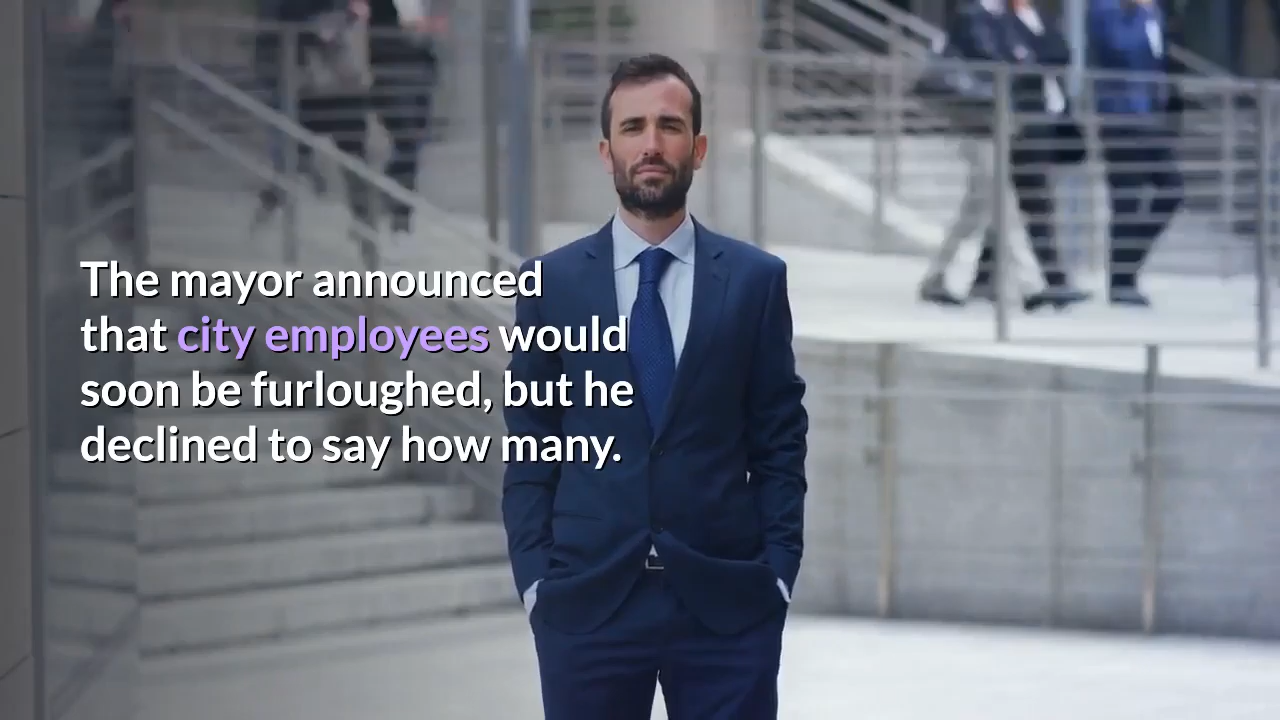 The mayor announced
that city employees would
soon be furloughed, but he
declined to say how many.